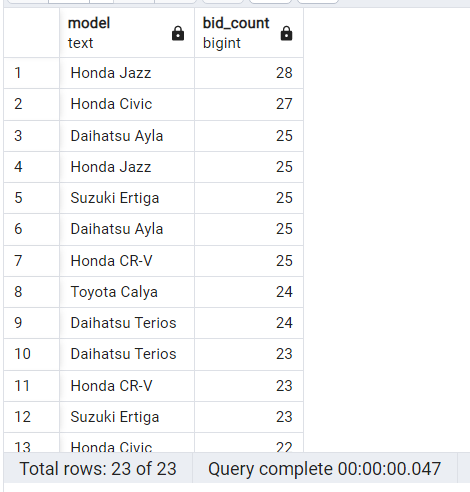 model bid_count
text bigint
1 Honda Jazz 28
2 Honda Civic 27
3 Daihatsu Ayla 25
4 Honda Jazz 25
5 Suzuki Ertiga 25
6 Daihatsu Ayla 25
7 Honda CR-V 25
8 Toyota Calya 24
9 Daihatsu Terios 24
10 Daihatsu Terios 23
11 Honda CR-V 23
12 Suzuki Ertiga 23
13 Honda Civic 22
Total rows: 23 of 23 Query complete 00:00:00.047